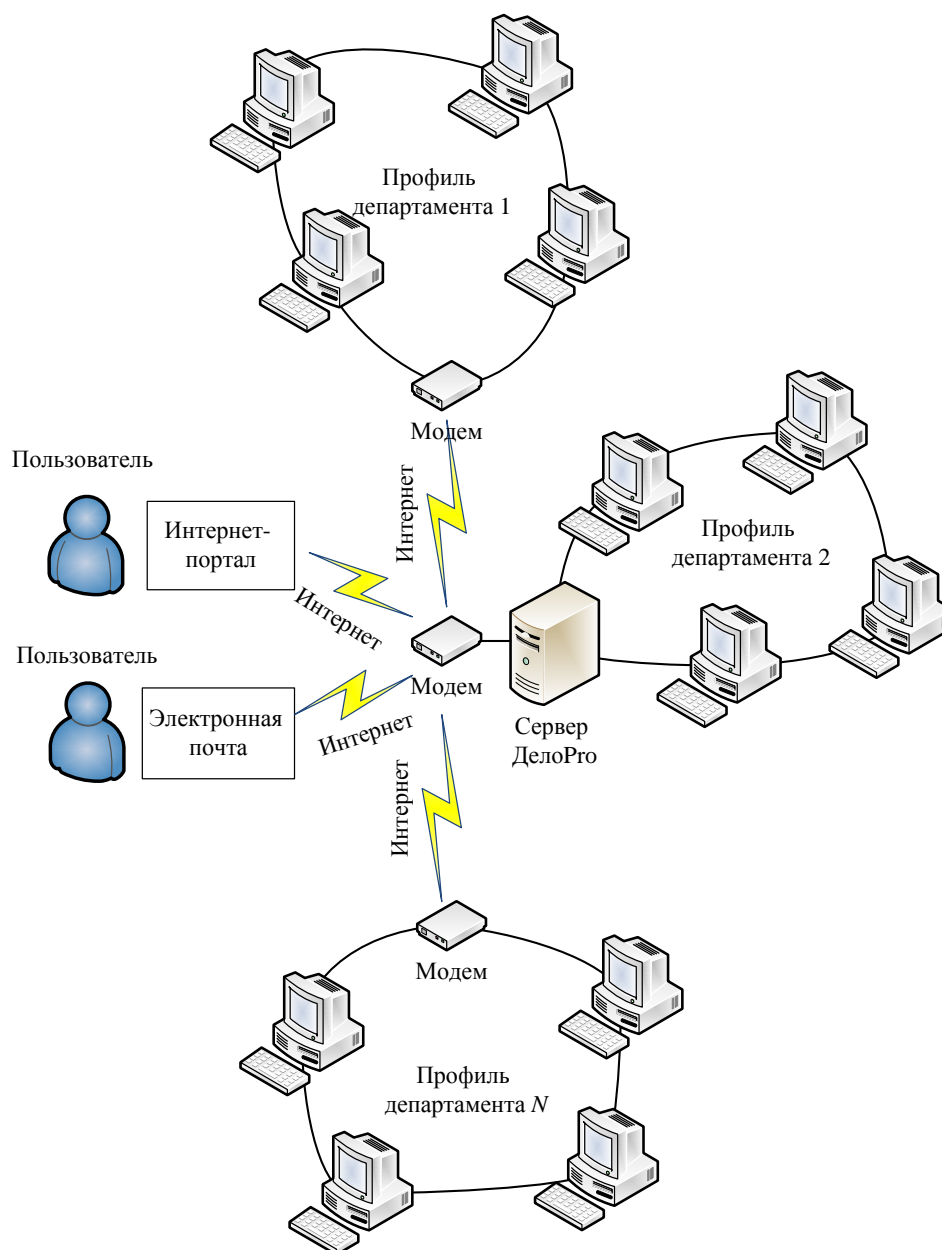 Профиль
департамента 1
Модем
Пользователь
Интернет-
портал
Интернет
Интернет
Профиль
департамента 2
Пользователь
Электронная
почта
Интернет
Модем
Сервер
ДелоPro
Интернет
Модем
Профиль
департамента N